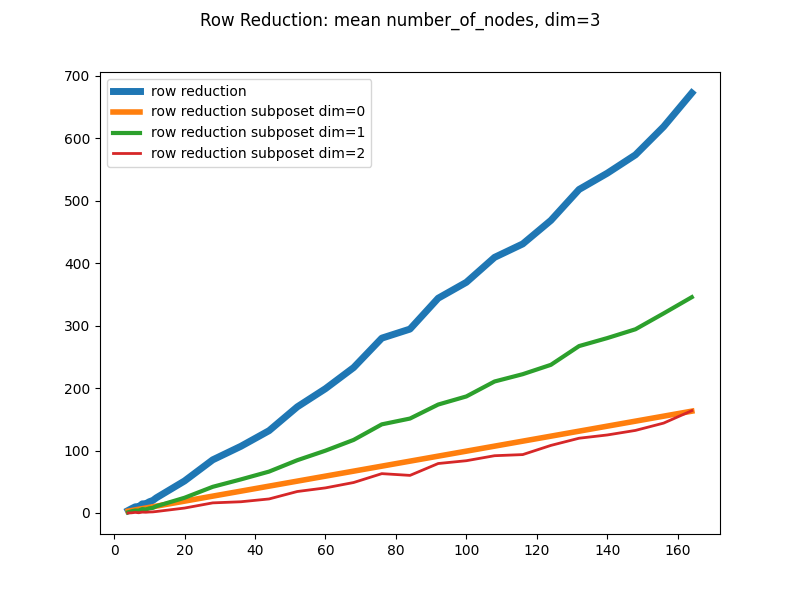 Row Reduction: mean number_of_nodes, dim=3
700
600
500
400
300
200
100
0
row reduction
row reduction subposet dim=0
row reduction subposet dim=1
row reduction subposet dim=2
0 20 40 60 80 100 120 140 160